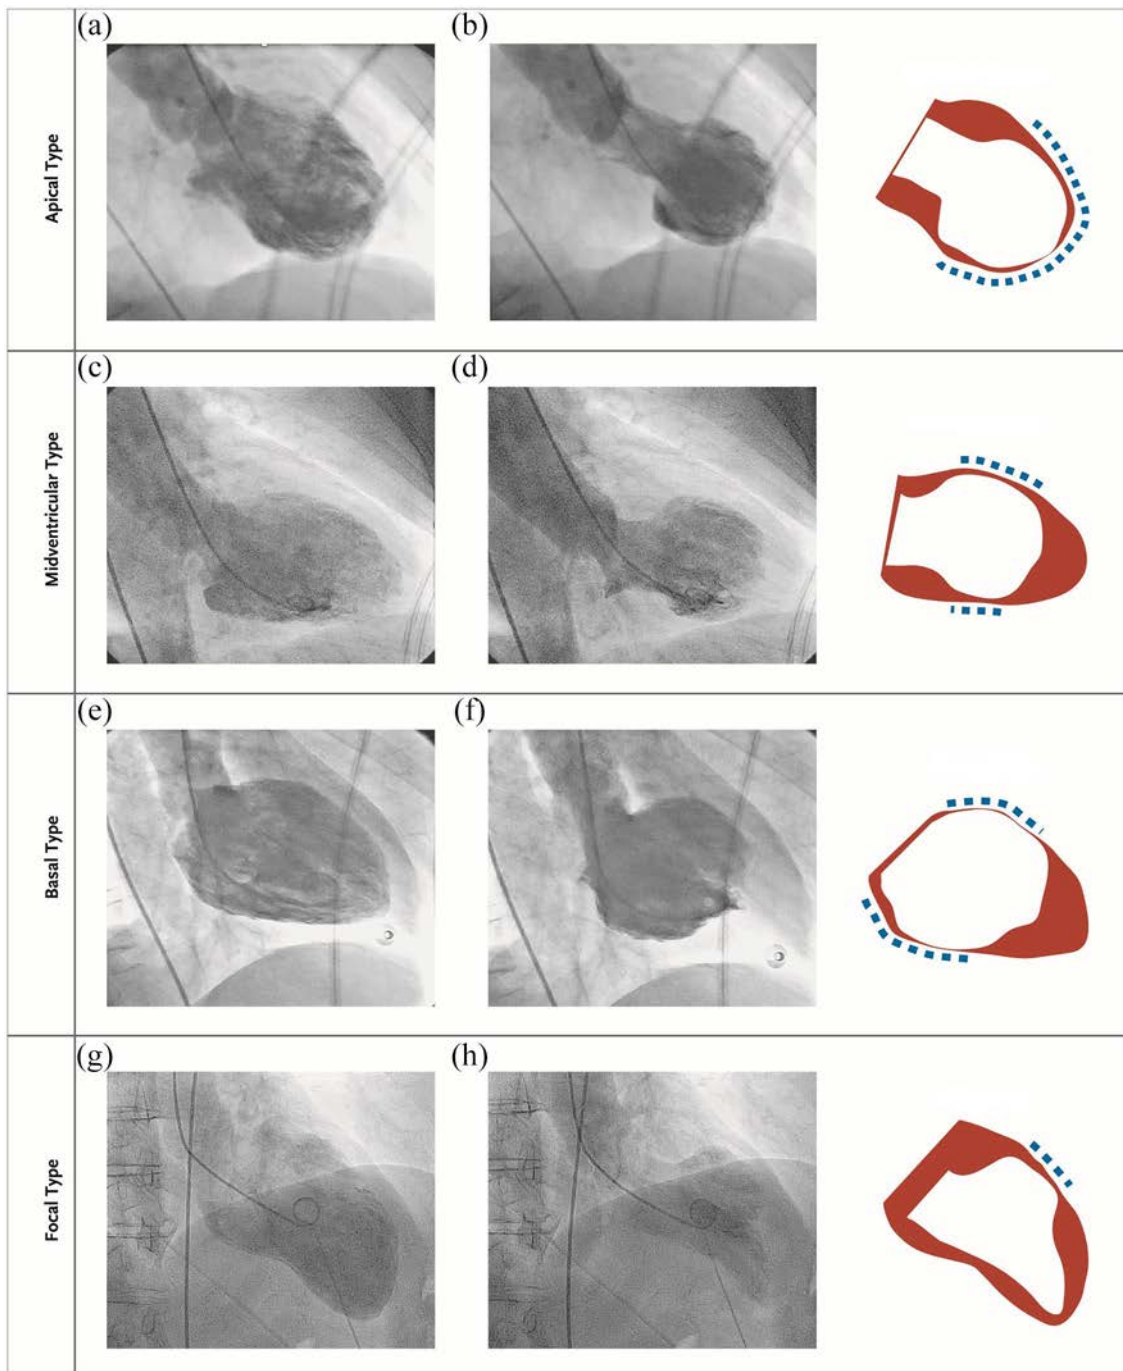 (a)
(b)
Apical Type
(c)
(d)
Midventricular Type
(e)
(f)
Basal Type
(g)
(h)
Focal Type